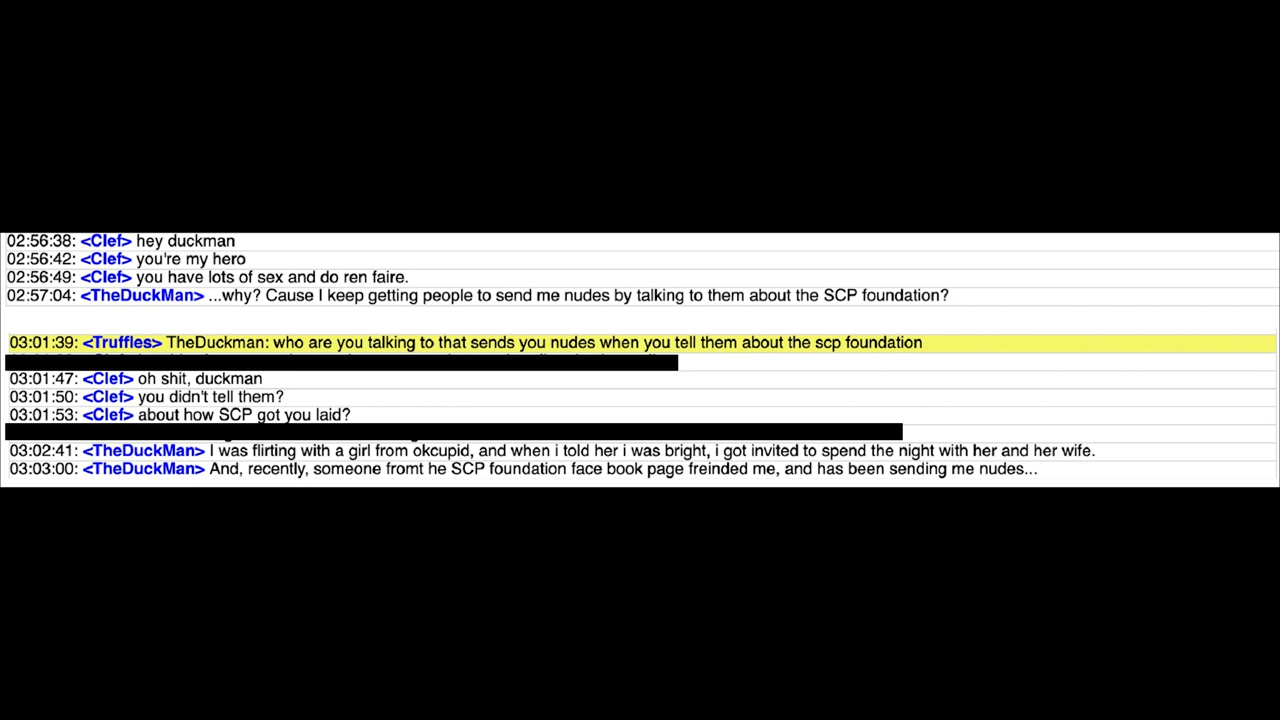 02:56:38: <Clef> hey duckman
02:56:42: <Clef> you're my hero
02:56:49: <Clef> you have lots of sex and do ren faire.
02:57:04: <TheDuckMan> ...why? Cause I keep getting people to send me nudes by talking to them about the SCP foundation?
03:01:39: <Truffles> TheDuckman: who are you talking to that sends you nudes when you tell them about the scp foundation
03:01:47: <Clef> oh shit, duckman
03:01:50: <Clef> you didn't tell them?
03:01:53: <Clef> about how SCP got you laid?
03:02:41: <TheDuckMan> I was flirting with a girl from okcupid, and when i told her i was bright, i got invited to spend the night with her and her wife.
03:03:00: <TheDuckMan> And, recently, someone fromt he SCP foundation face book page freinded me, and has been sending me nudes...